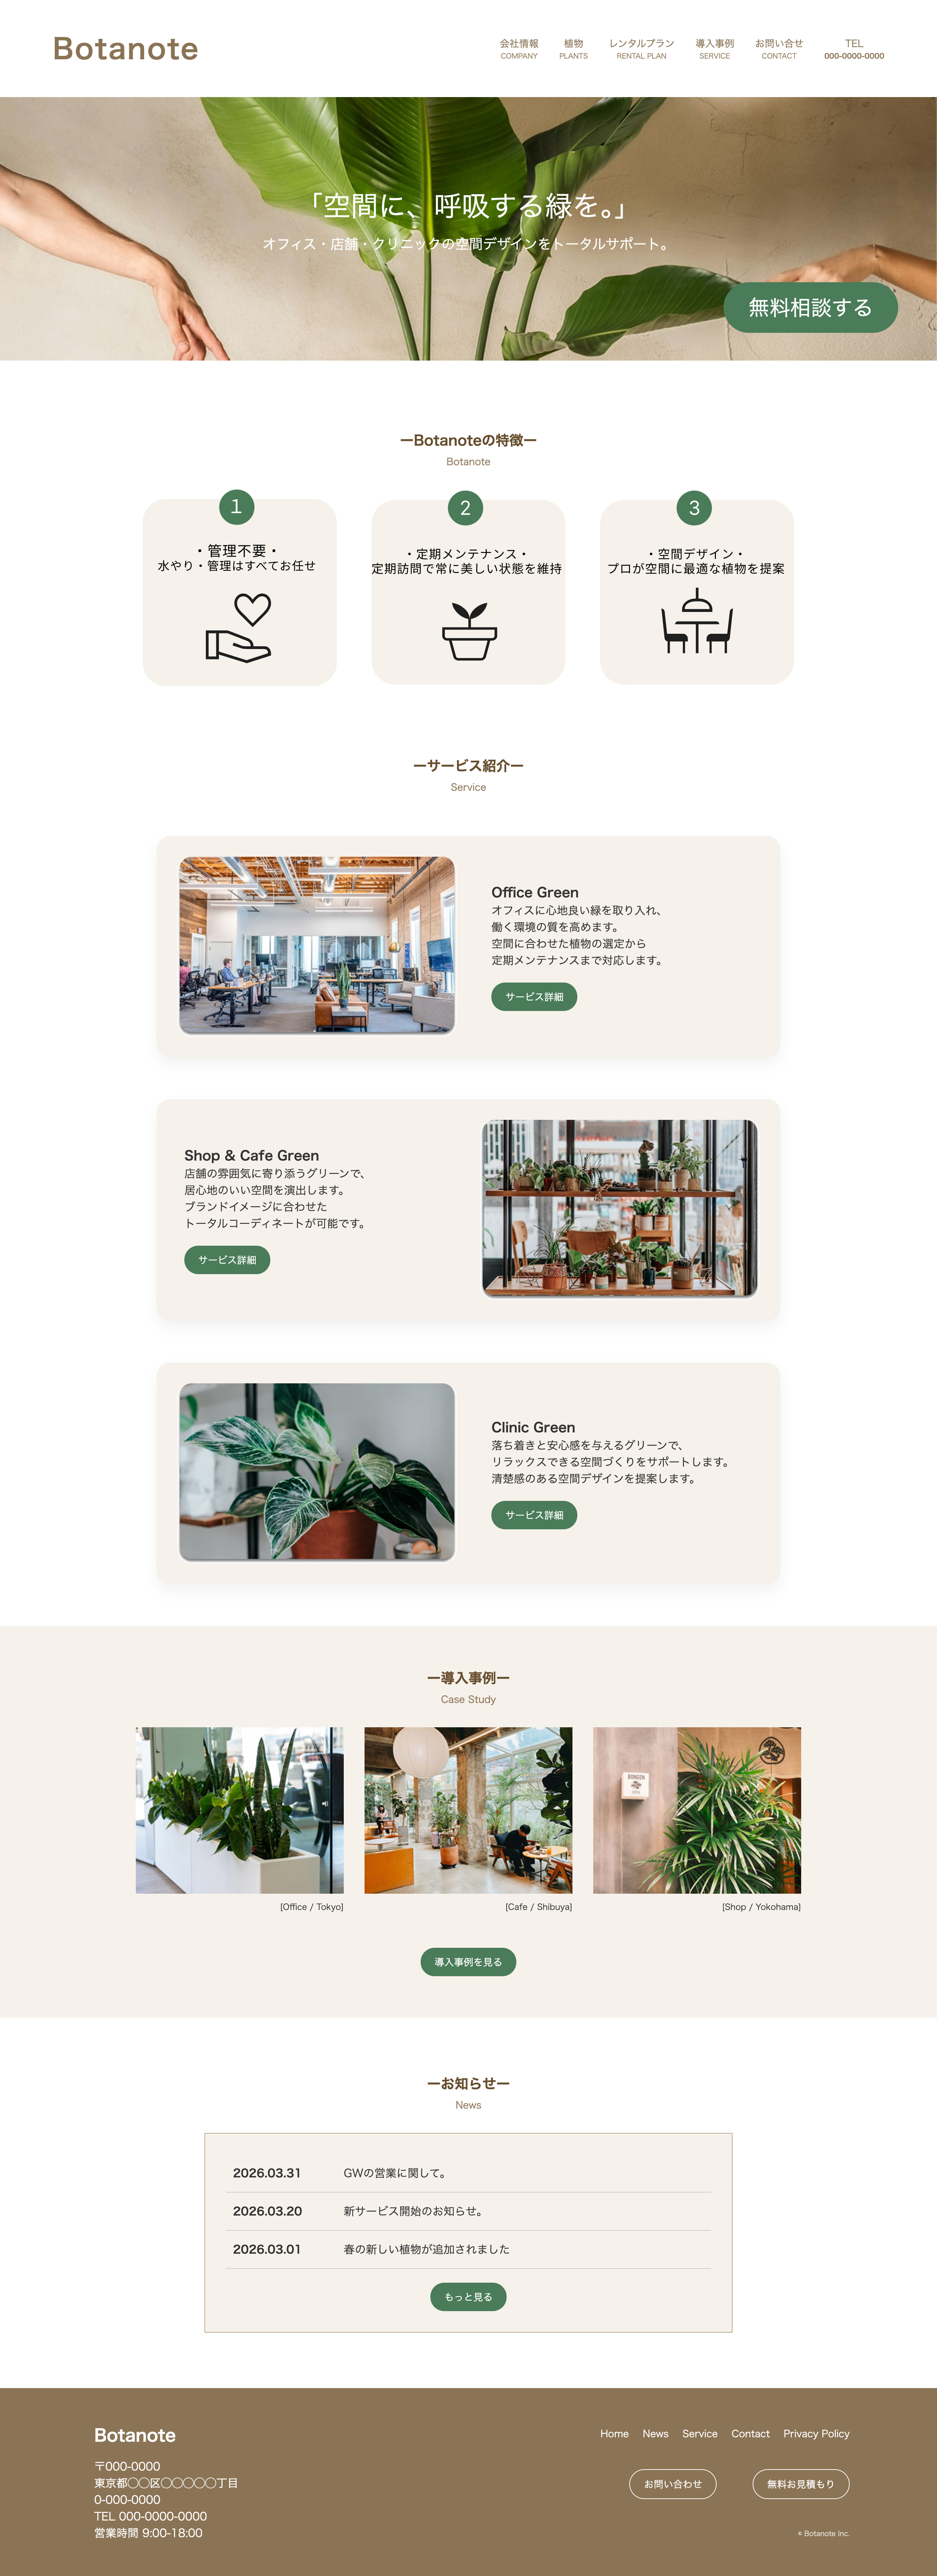 Botanote
会社情報
COMPANY
植物
PLANTS
レンタルプラン
RENTAL PLAN
導入事例
SERVICE
お問い合せ
CONTACT
TEL
000-0000-0000
「空間に、呼吸する緑を。」
オフィス・店舗・クリニックの空間デザインをトータルサポート。
無料相談する
ーBotanoteの特徴ー
Botanote
1
・管理不要・
水やり・管理はすべてお任せ
2
・定期メンテナンス・
定期訪問で常に美しい状態を維持
3
・空間デザイン・
プロが空間に最適な植物を提案
ーサービス紹介ー
Service
Office Green
オフィスに心地良い緑を取り入れ、
働く環境の質を高めます。
空間に合わせた植物の選定から
定期メンテナンスまで対応します。
サービス詳細
Shop & Cafe Green
店舗の雰囲気に寄り添うグリーンで、
居心地のいい空間を演出します。
ブランドイメージに合わせた
トータルコーディネートが可能です。
サービス詳細
Clinic Green
落ち着きと安心感を与えるグリーンで、
リラックスできる空間づくりをサポートします。
清楚感のある空間デザインを提案します。
サービス詳細
ー導入事例ー
Case Study
BONGEN
[Office / Tokyo]
[Cafe / Shibuya]
[Shop / Yokohama]
導入事例を見る
ーお知らせー
News
2026.03.31 GWの営業に関して。
2026.03.20 新サービス開始のお知らせ。
2026.03.01 春の新しい植物が追加されました
もっと見る
Botanote
〒000-0000
東京都◯◯区◯◯◯◯◯丁目
0-000-0000
TEL 000-0000-0000
営業時間 9:00-18:00
Home News Service Contact Privacy Policy
お問い合わせ
無料お見積もり
© Botanote Inc.